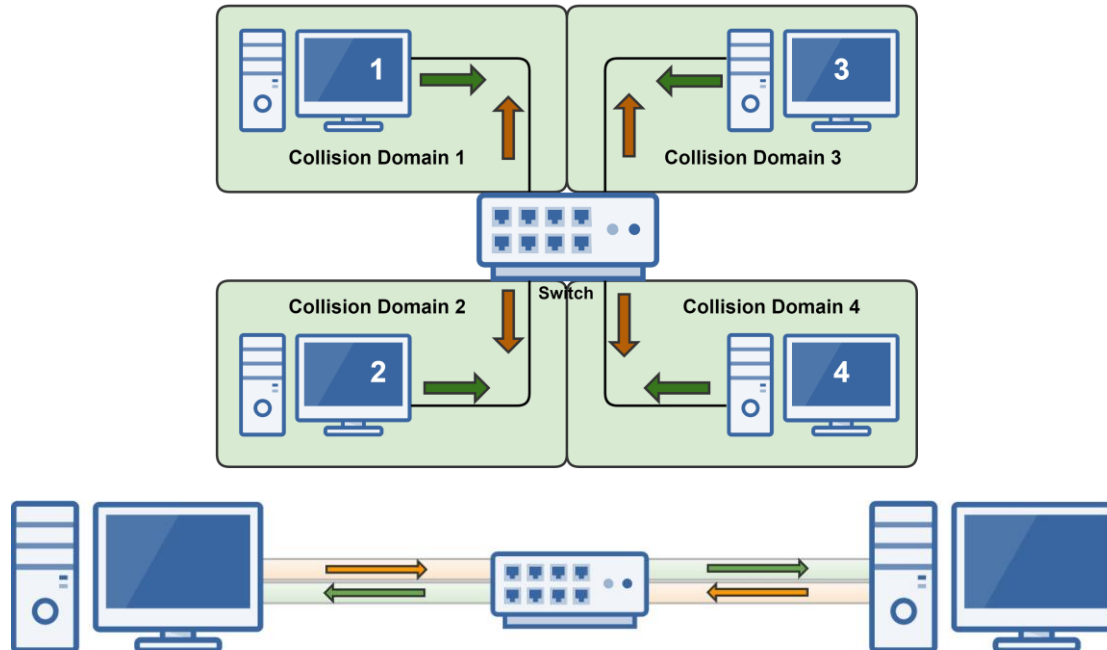 1
3
Collision Domain 1
Collision Domain 3
Switch
Collision Domain 2
Collision Domain 4
2
4